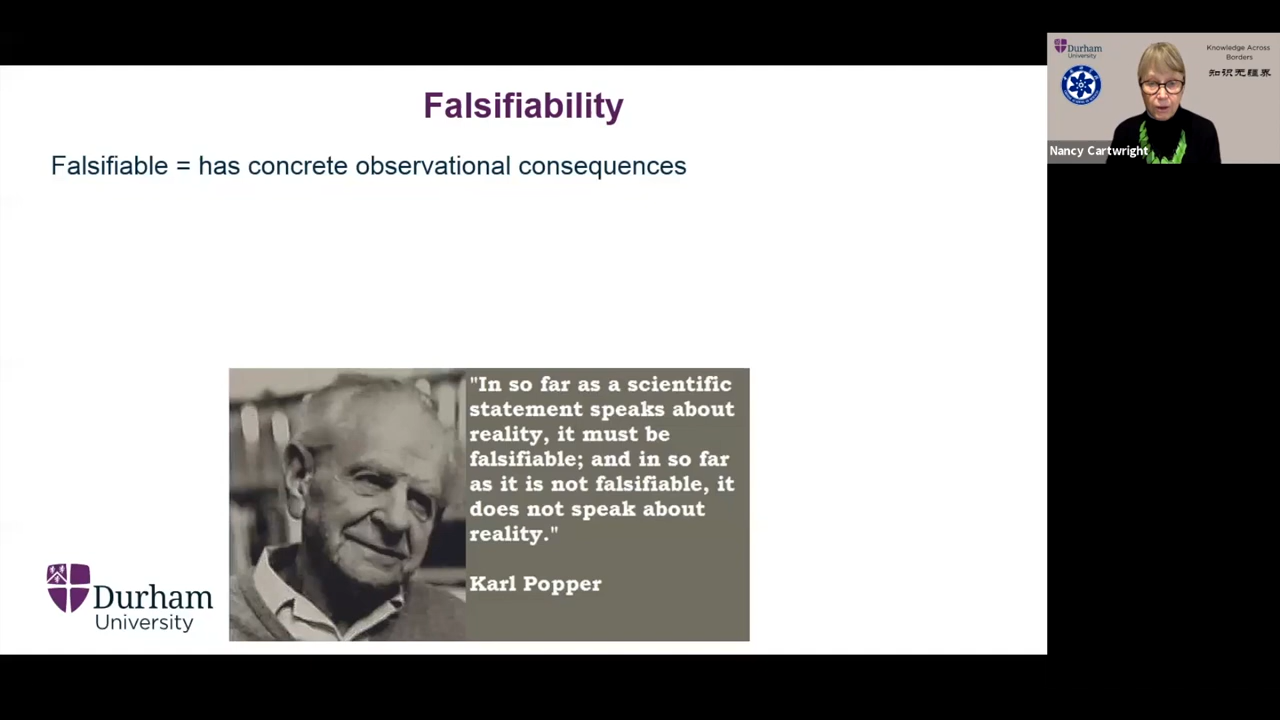 Falsifiability
Falsifiable = has concrete observational consequences
"In so far as a scientific
statement speaks about
reality, it must be
falsifiable; and in so far
as it is not falsifiable, it
does not speak about
reality."
Karl Popper
Durham
University
Durham
University
Knowledge Across
Borders
知识无疆界
Nancy Cartwright